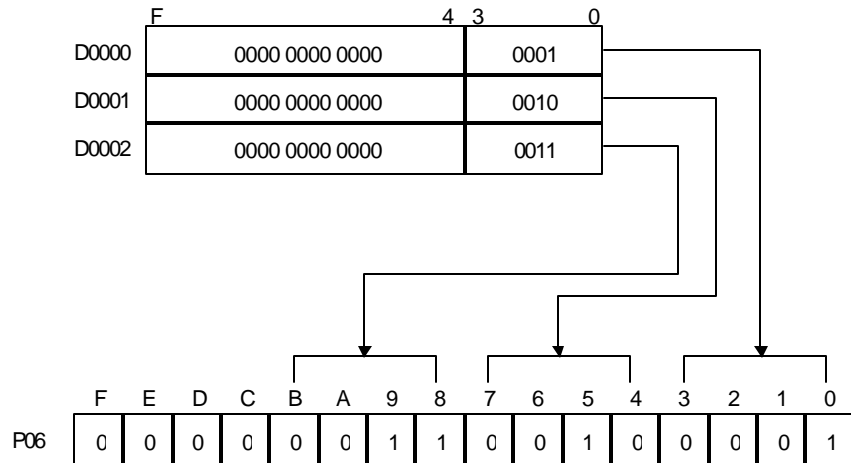 F 4 3 0
D0000 0000 0000 0000 0001
D0001 0000 0000 0000 0010
D0002 0000 0000 0000 0011
F E D C B A 9 8 7 6 5 4 3 2 1 0
P06 0 0 0 0 0 0 1 1 0 0 1 0 0 0 0 1